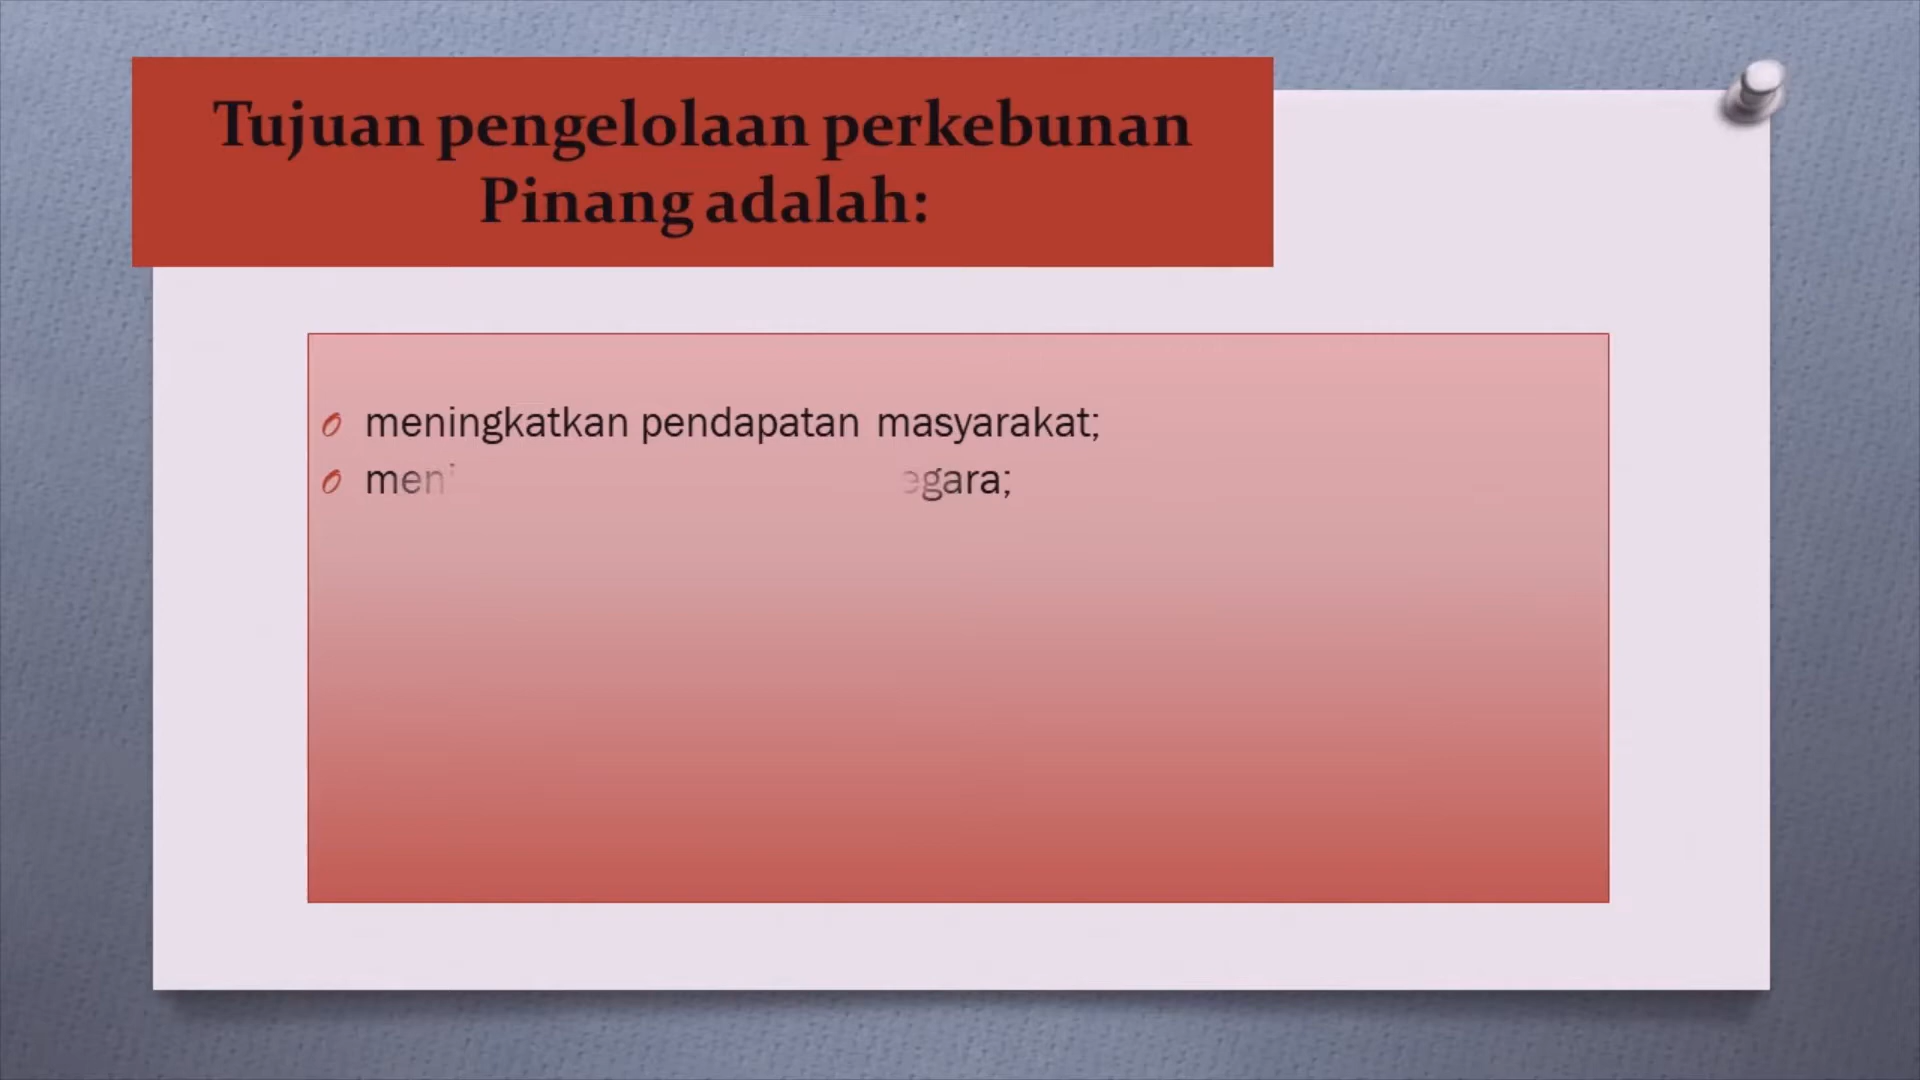 Tujuan pengelolaan perkebunan
Pinang adalah:
meningkatkan pendapatan masyarakat;